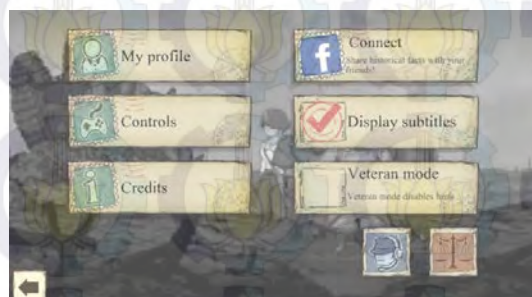 My profile
Connect
Share historical facts with your
friends!
Controls
Display subtitles
Credits
Veteran mode
Veteran mode disables hints